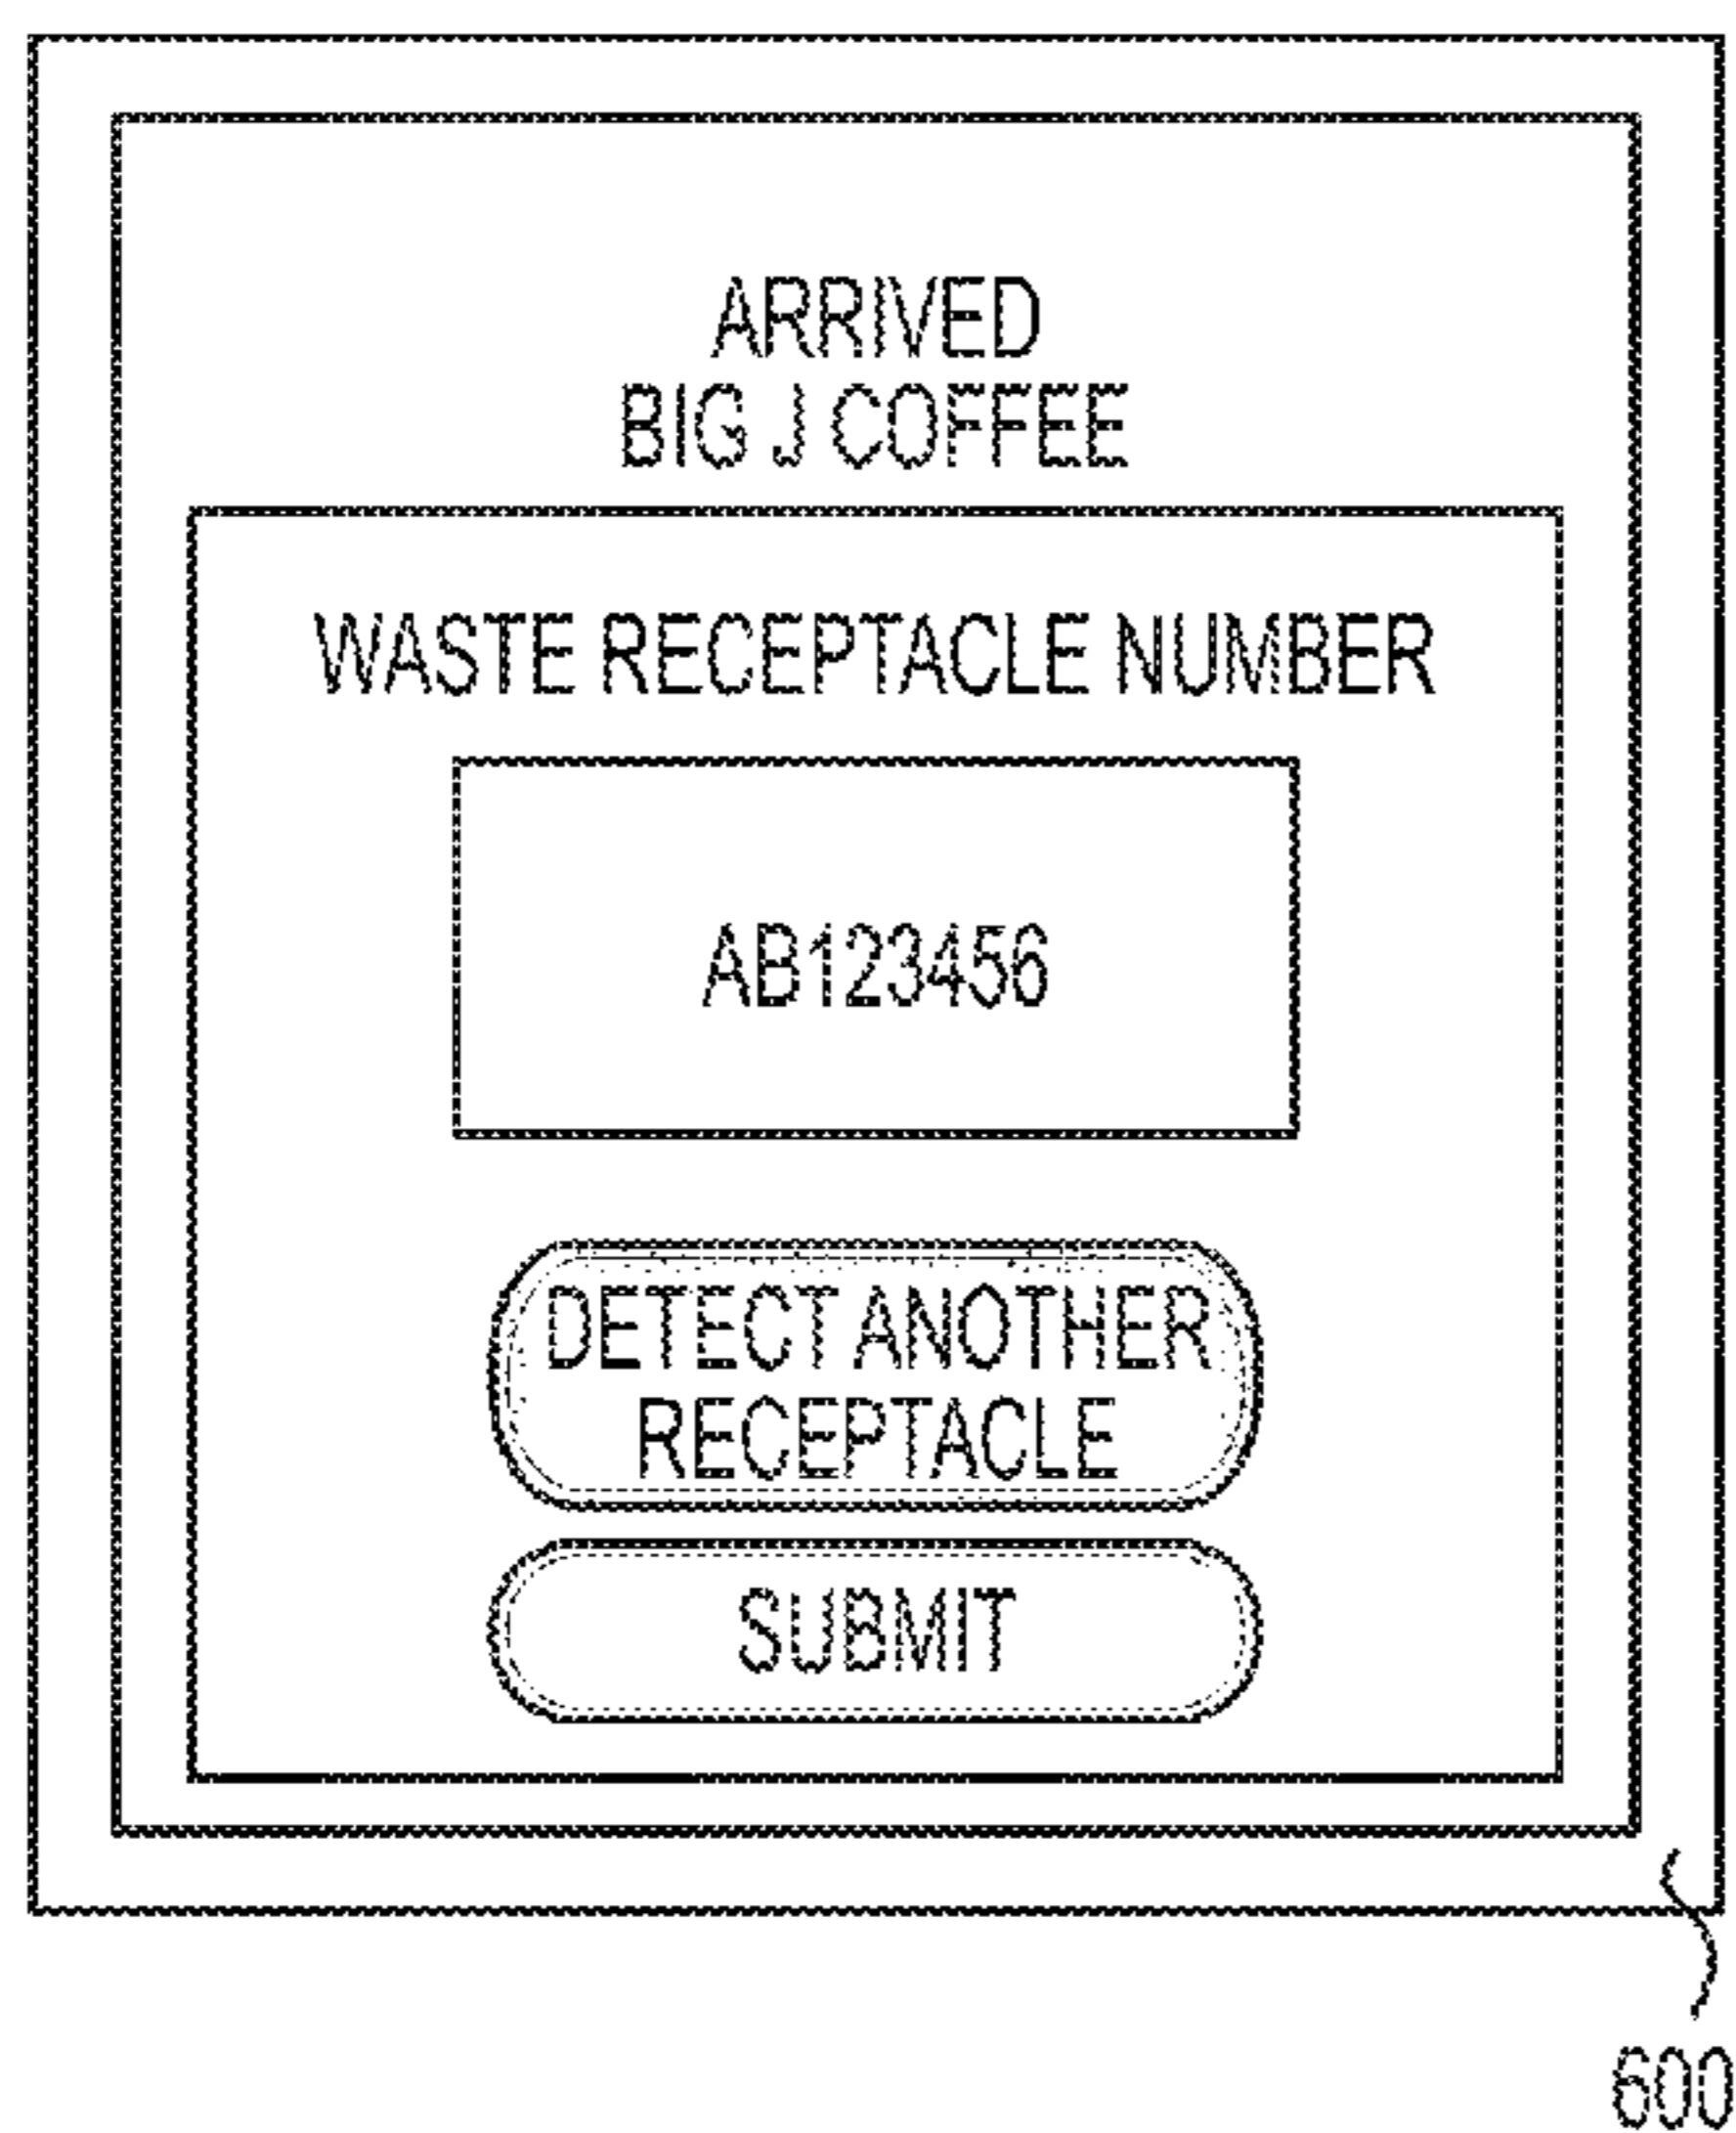 ARRIVED
BIG J COFFEE
WASTE RECEPTACLE NUMBER
AB123456
DETECT ANOTHER
RECEPTACLE
SUBMIT
600